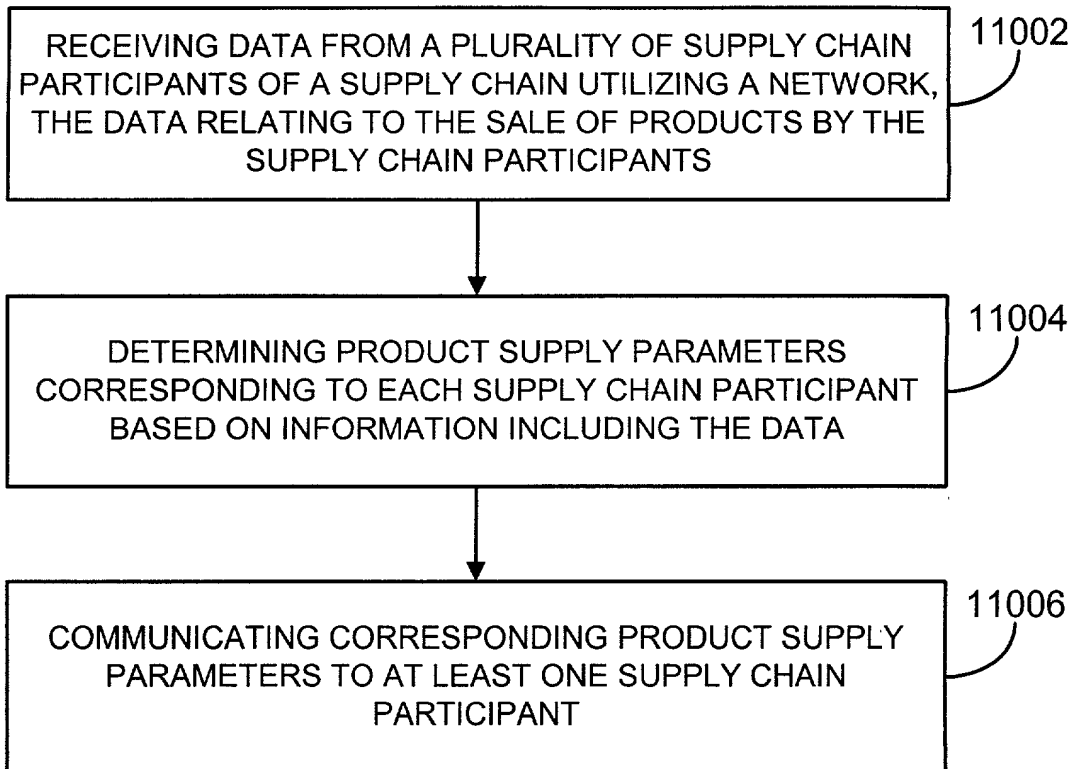 RECEIVING DATA FROM A PLURALITY OF SUPPLY CHAIN
PARTICIPANTS OF A SUPPLY CHAIN UTILIZING A NETWORK,
THE DATA RELATING TO THE SALE OF PRODUCTS BY THE
SUPPLY CHAIN PARTICIPANTS
11002
DETERMINING PRODUCT SUPPLY PARAMETERS
CORRESPONDING TO EACH SUPPLY CHAIN PARTICIPANT
BASED ON INFORMATION INCLUDING THE DATA
11004
COMMUNICATING CORRESPONDING PRODUCT SUPPLY
PARAMETERS TO AT LEAST ONE SUPPLY CHAIN
PARTICIPANT
11006